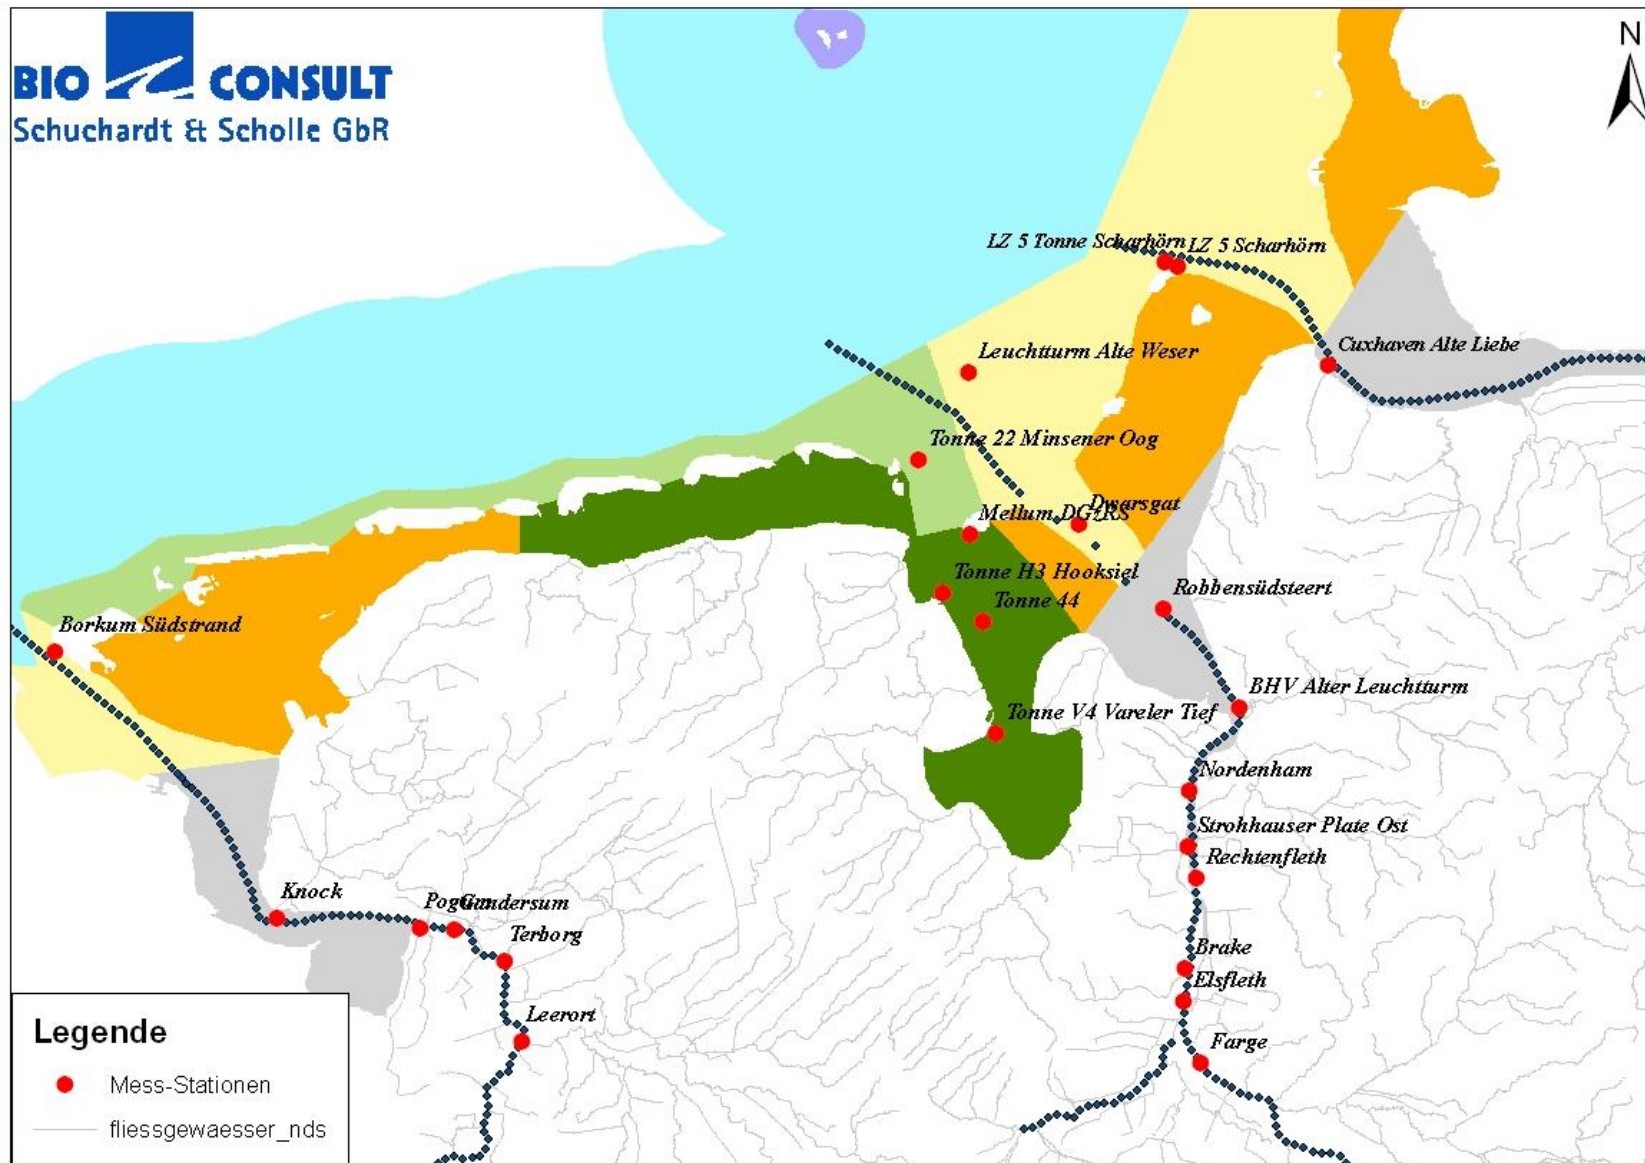 BIO CONSULT
Schuchardt & Scholle GbR
N
LZ 5 Tonne Scharhörn
LZ 5 Scharhörn
Cuxhaven Alte Liebe
Leuchtturm Alte Weser
Tonne 22 Minsener Oog
Dwarsgat
Mellum DGzRS
Tonne H3 Hooksiel
Robbensüdsteert
Tonne 44
Borkum Südstrand
BHV Alter Leuchtturm
Tonne V4 Vareler Tief
Nordenham
Strohhauser Plate Ost
Rechtenfleth
Knock
Pogum
Gandersum
Terborg
Brake
Elsfleth
Leerort
Farge
Legende
Mess-Stationen
fliessgewaesser_nds